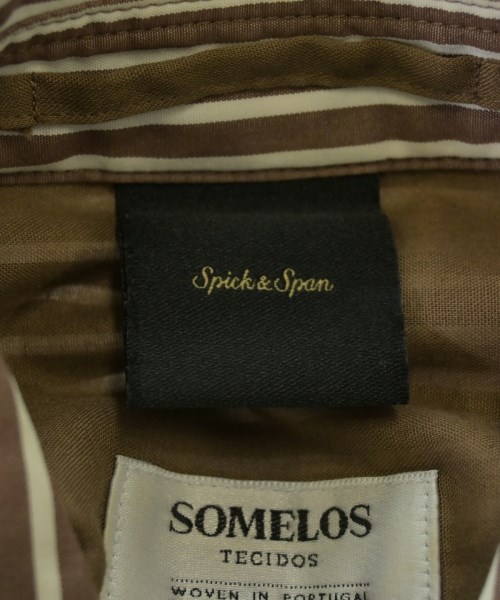 Spick & Span
SOMELOS
TECIDOS
WOVEN IN PORTUGAL